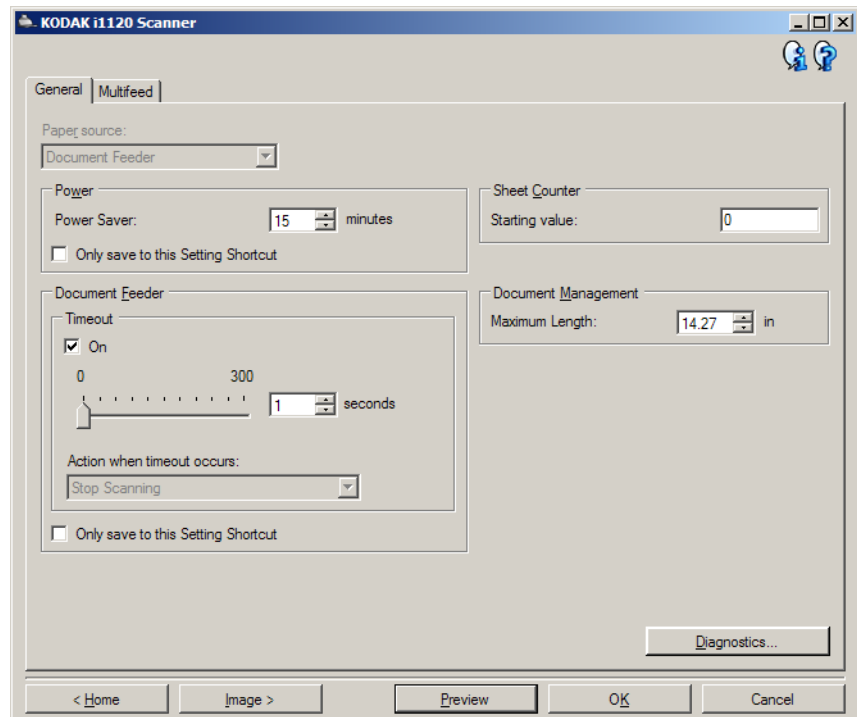 KODAK i1120 Scanner
General
Multifeed
Paper source:
Document Feeder
Power
Power Saver:
15
minutes
Only save to this Setting Shortcut
Sheet Counter
Starting value:
0
Document Feeder
Timeout
On
0
300
1
seconds
Action when timeout occurs:
Stop Scanning
Only save to this Setting Shortcut
Document Management
Maximum Length:
14.27
in
Diagnostics...
< Home
Image >
Preview
OK
Cancel